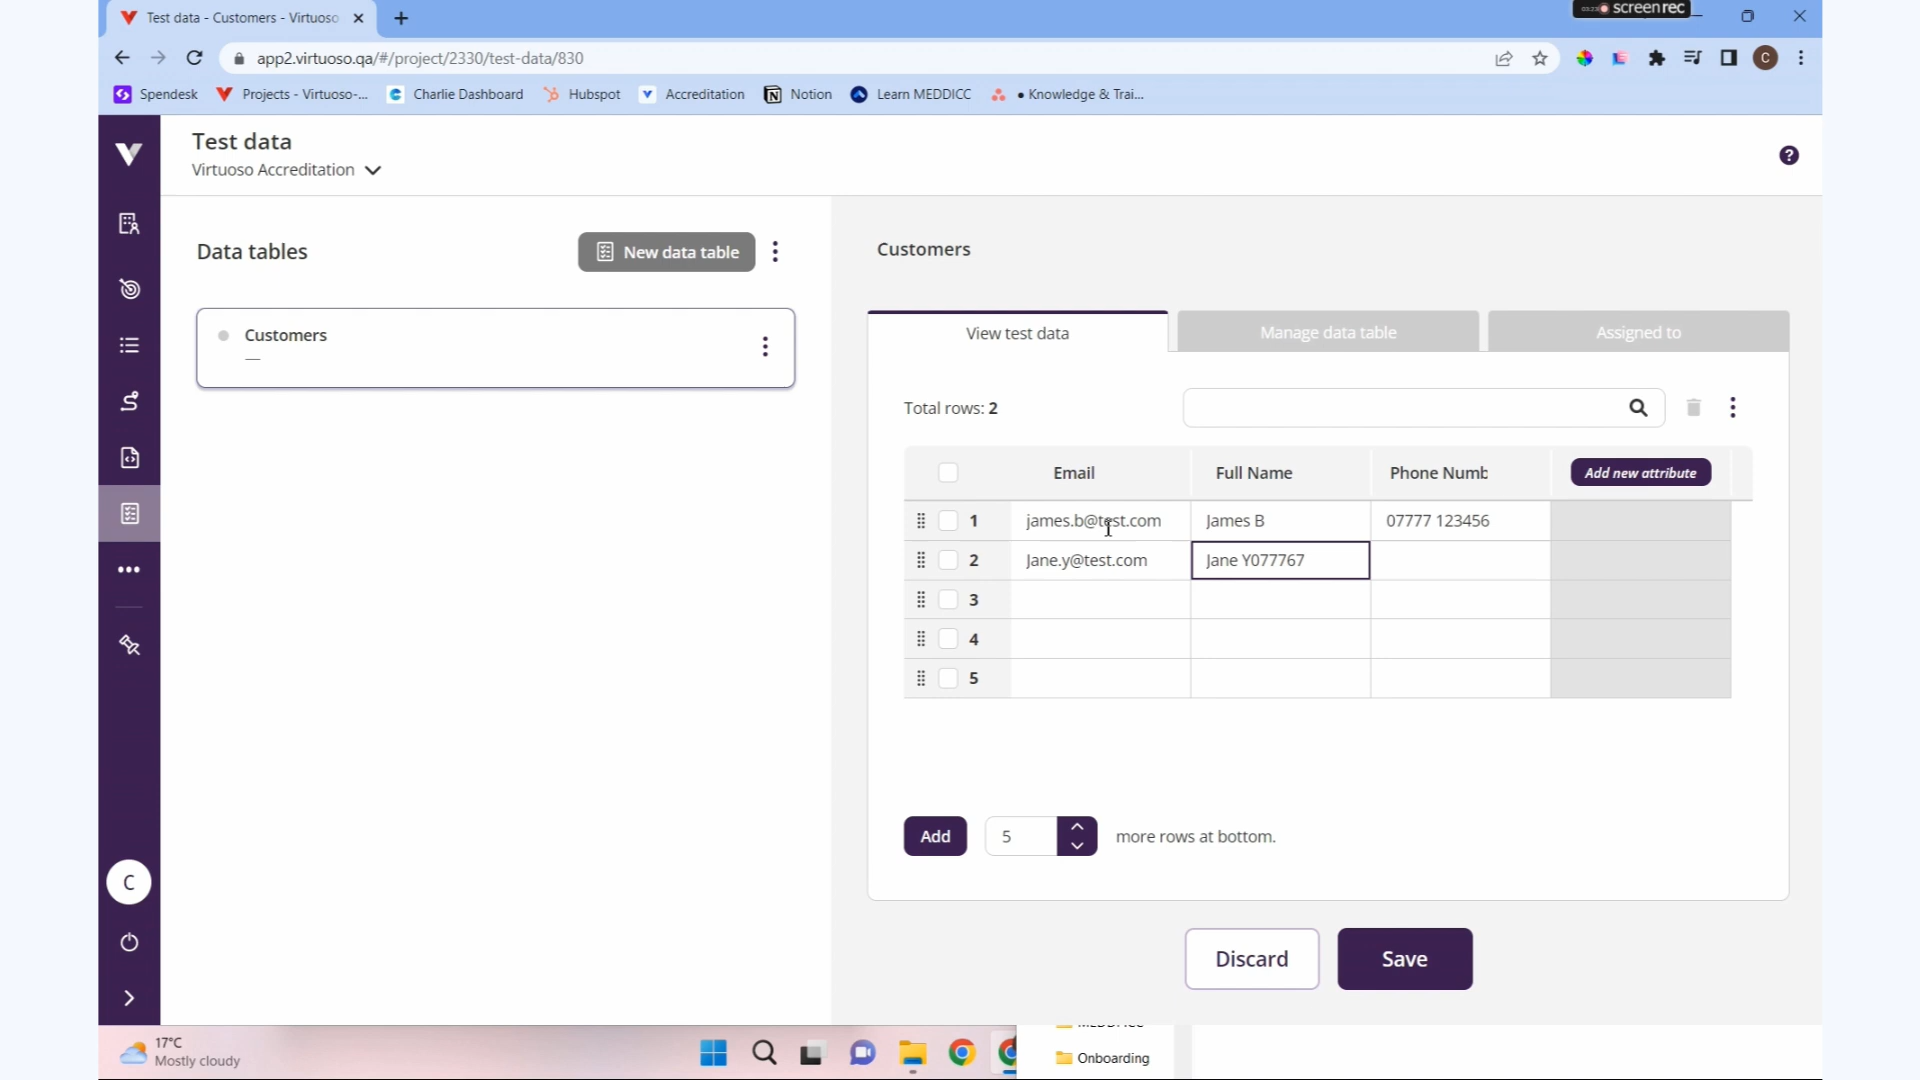 screenrec
Test data - Customers - Virtuoso
app2.virtuoso.qa/#/project/2330/test-data/830
C
Spendesk
Projects - Virtuoso-...
Charlie Dashboard
Hubspot
Accreditation
Notion
Learn MEDDICC
• Knowledge & Trai...
Test data
Virtuoso Accreditation
?
Data tables
New data table
Customers
—
Customers
View test data
Manage data table
Assigned to
Total rows: 2
Email Full Name Phone Numb Add new attribute
1 james.b@test.com James B 07777 123456
2 Jane.y@test.com Jane Y077767
3
4
5
Add 5 more rows at bottom.
Discard
Save
C
17°C
Mostly cloudy
Onboarding